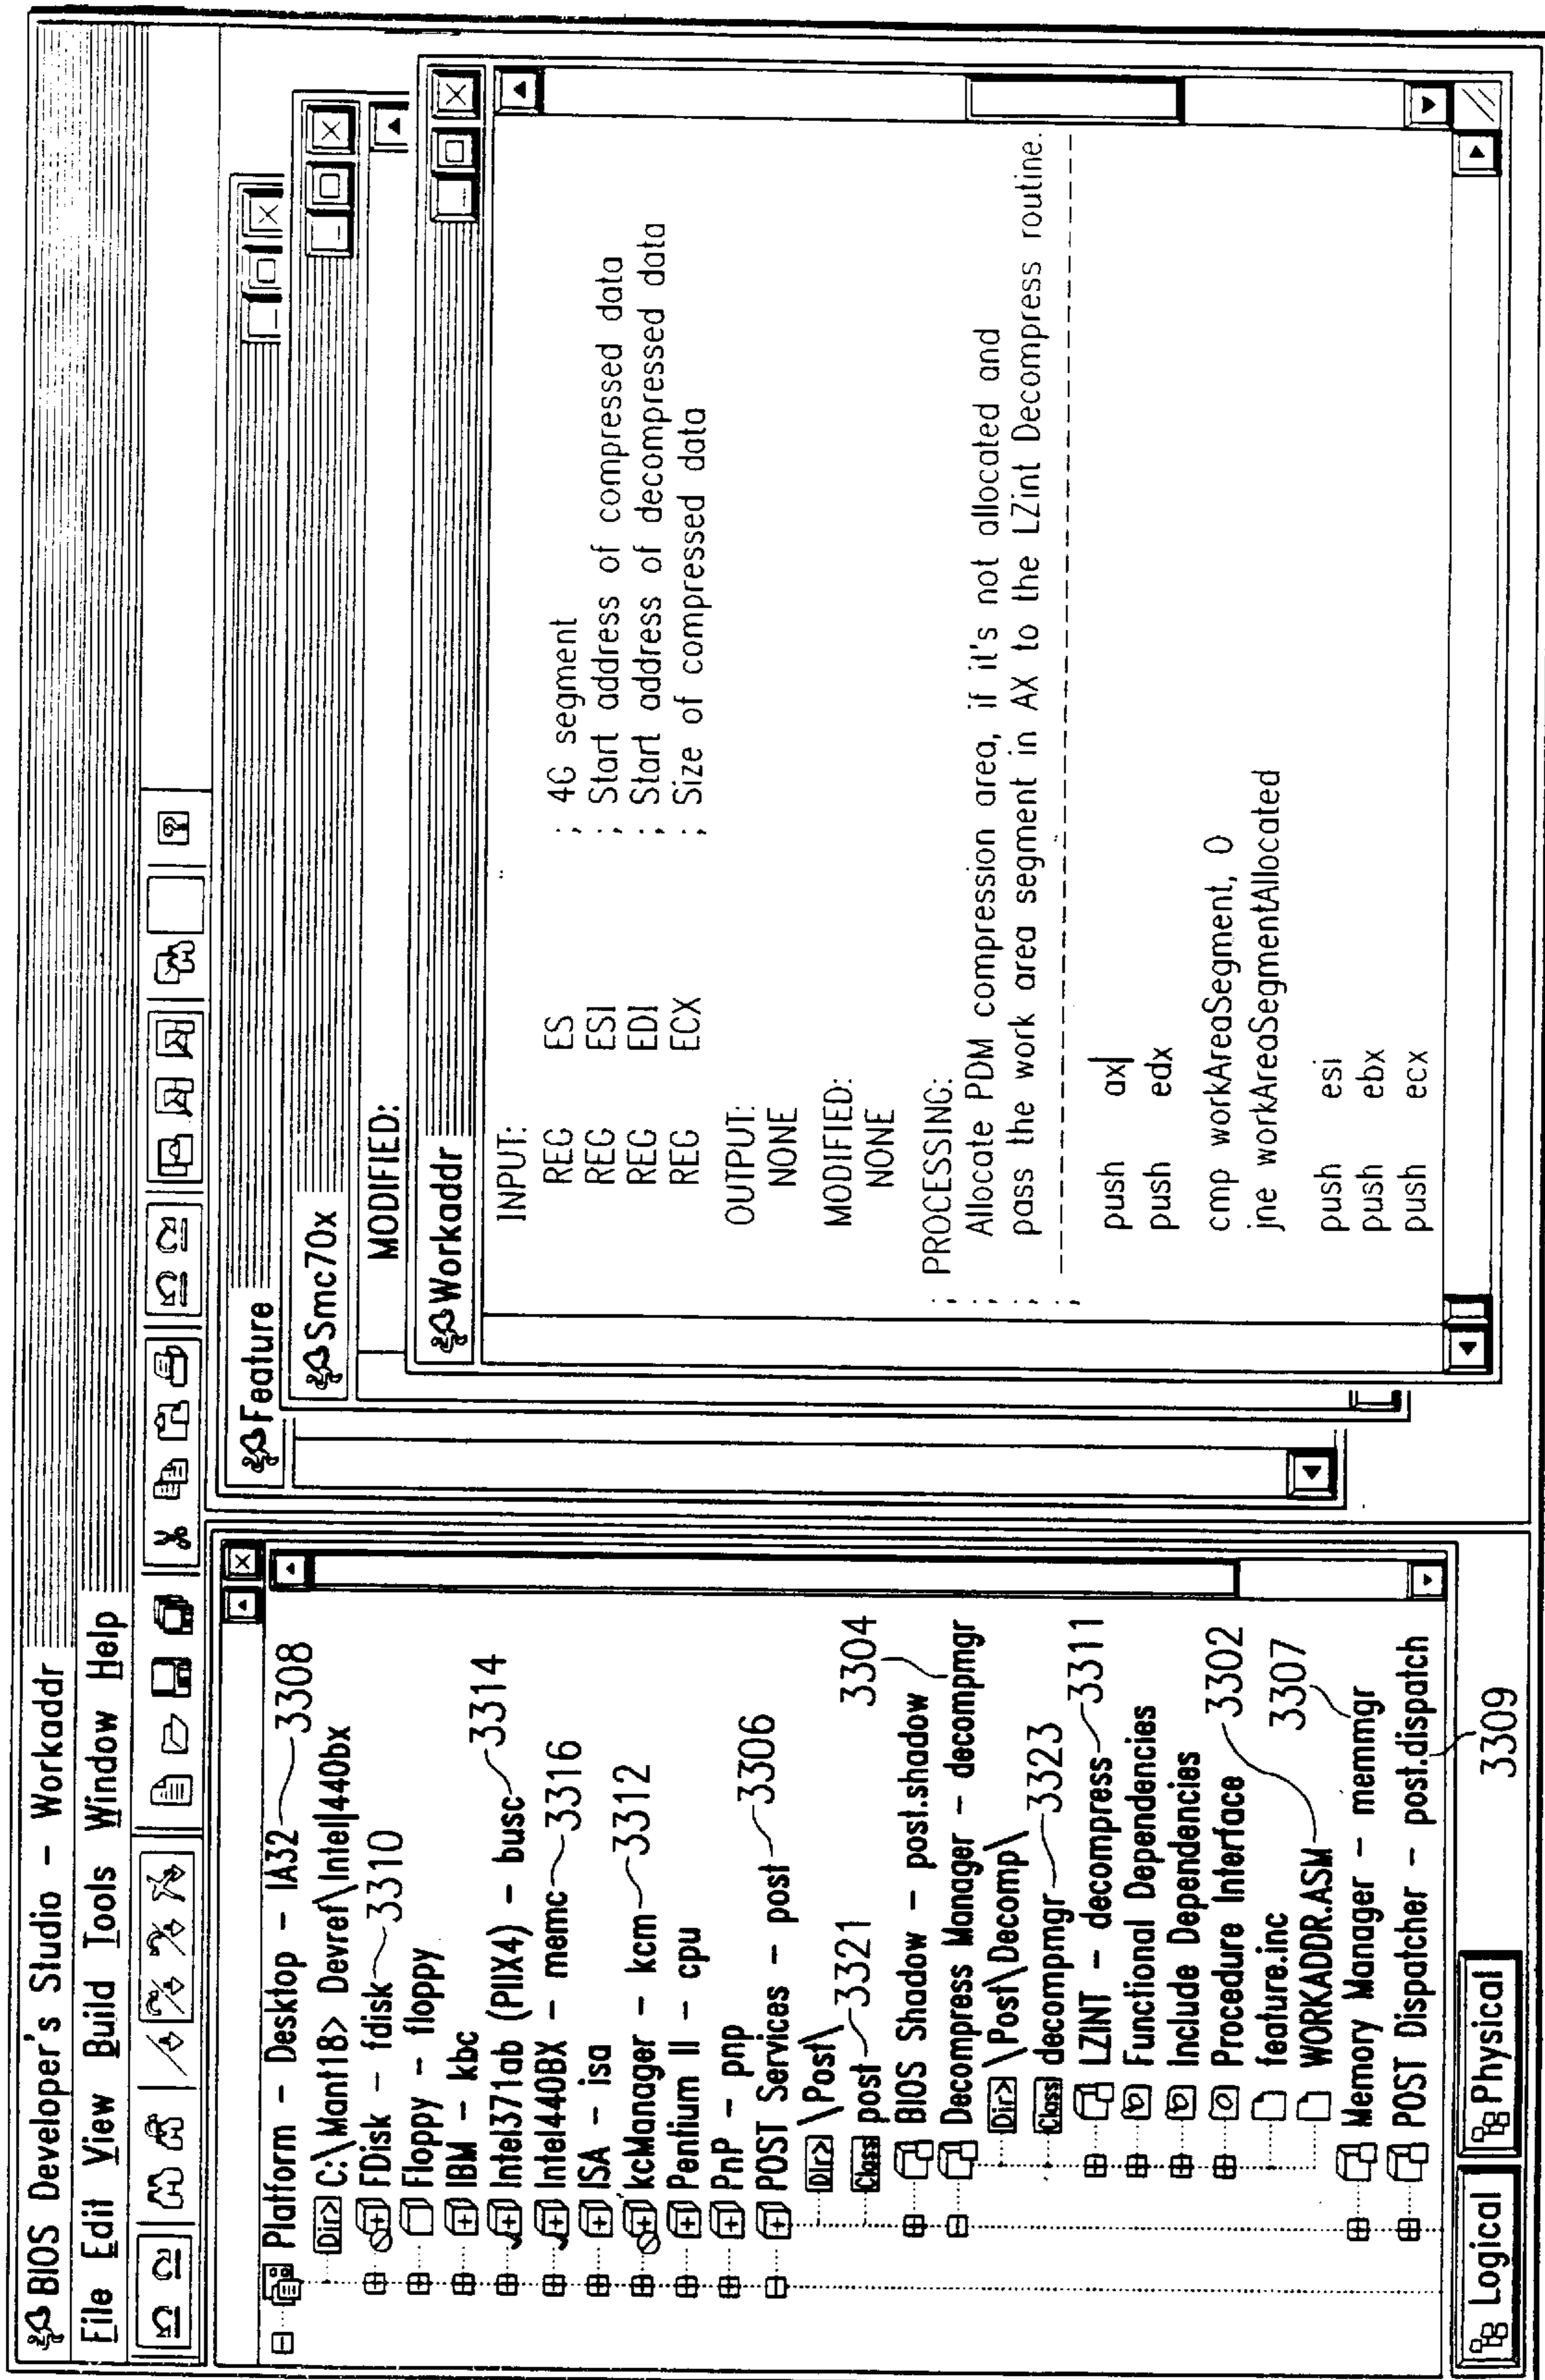 BIOS Developer's Studio – Workaddr
File Edit View Build Tools Window Help
Platform – Desktop – IA32 3308
Dir> C:\Mant18> Devref\Intel|440bx
FDisk – fdisk 3310
Floppy – floppy
IBM – kbc
Intel371ab (PIIX4) – busc 3314
Intel440BX – memc 3316
ISA – isa
kcManager – kcm 3312
Pentium II – cpu
PnP – pnp
POST Services – post 3306
Dir> \Post\
Class post 3321
BIOS Shadow – post.shadow
3304
Decompress Manager – decompmgr
Dir> \Post\Decomp\
Class decompmgr 3323
LZINT – decompress 3311
Functional Dependencies
Include Dependencies
Procedure Interface
3302
feature.inc
3307
WORKADDR.ASM
Memory Manager – memmgr
POST Dispatcher – post.dispatch
3309
Logical Physical
Feature
Smc70x
MODIFIED:
Workaddr
INPUT:
REG ES ; 4G segment
REG ESI ; Start address of compressed data
REG EDI ; Start address of decompressed data
REG ECX ; Size of compressed data
OUTPUT:
NONE
MODIFIED:
NONE
; PROCESSING:
; Allocate PDM compression area, if it's not allocated and
; pass the work area segment in AX to the LZint Decompress routine.
; ----------------
push ax
push edx
cmp workAreaSegment, 0
jne workAreaSegmentAllocated
push esi
push ebx
push ecx